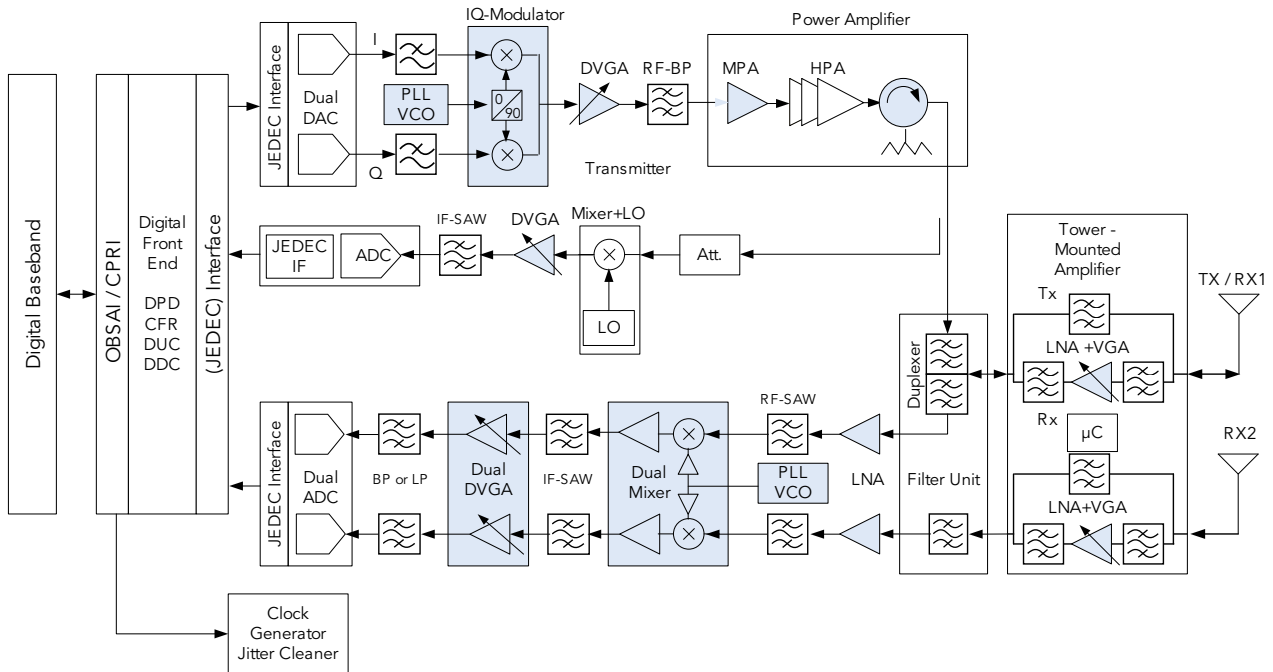 IQ-Modulator
Power Amplifier
JEDEC Interface
Dual
DAC
I
Q
PLL
VCO
0
90
DVGA
RF-BP
MPA
HPA
Transmitter
Digital Baseband
OBSAI / CPRI
Digital
Front
End
DPD
CFR
DUC
DDC
(JEDEC) Interface
JEDEC
IF
ADC
IF-SAW
DVGA
Mixer+LO
LO
Att.
Tower -
Mounted
Amplifier
Tx
LNA +VGA
Rx
µC
LNA+VGA
TX / RX1
RX2
Duplexer
Filter Unit
JEDEC Interface
Dual
ADC
BP or LP
Dual
DVGA
IF-SAW
Dual
Mixer
RF-SAW
PLL
VCO
LNA
Clock
Generator
Jitter Cleaner